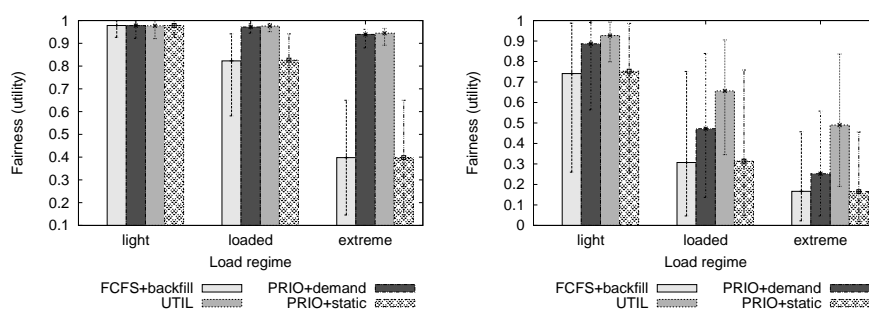 1
0.9
0.8
0.7
0.6
0.5
0.4
0.3
0.2
0.1
Fairness (utility)
light loaded extreme
Load regime
FCFS+backfill PRIO+demand
UTIL PRIO+static
1
0.9
0.8
0.7
0.6
0.5
0.4
0.3
0.2
0.1
0
Fairness (utility)
light loaded extreme
Load regime
FCFS+backfill PRIO+demand
UTIL PRIO+static